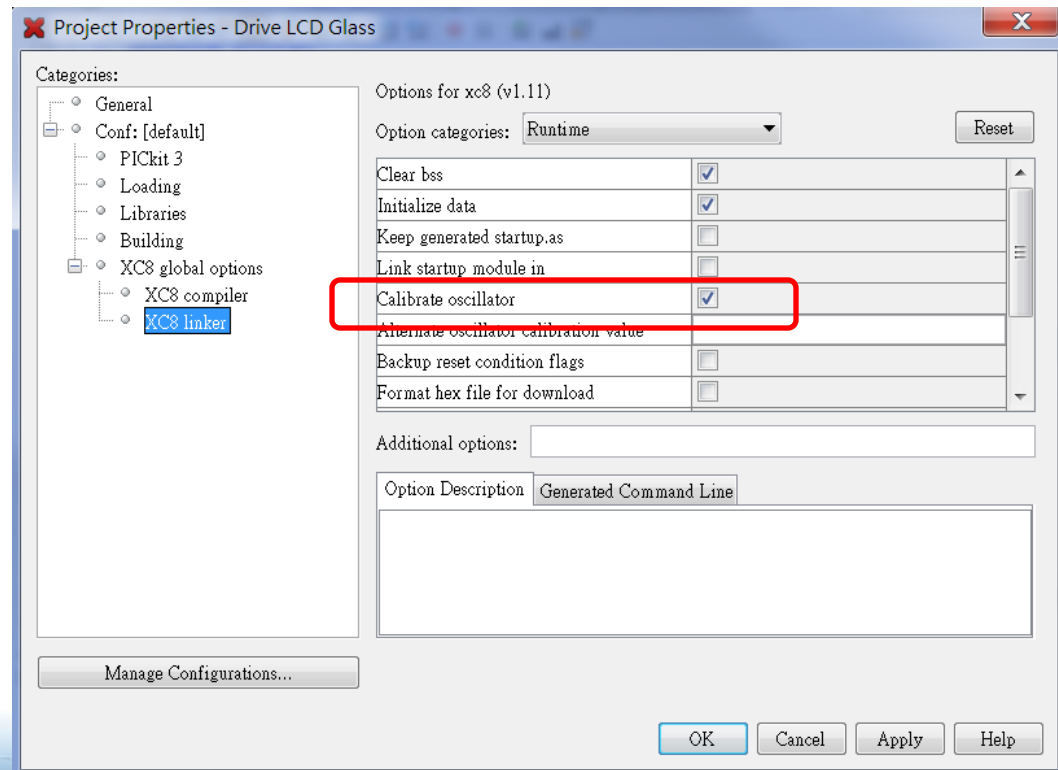 Project Properties - Drive LCD Glass
Categories:
General
Conf: [default]
PICkit 3
Loading
Libraries
Building
XC8 global options
XC8 compiler
XC8 linker
Manage Configurations...
Options for xc8 (v1.11)
Option categories: Runtime
Reset
Clear bss
Initialize data
Keep generated startup.as
Link startup module in
Calibrate oscillator
Alternate oscillator calibration value
Backup reset condition flags
Format hex file for download
Additional options:
Option Description Generated Command Line
OK Cancel Apply Help